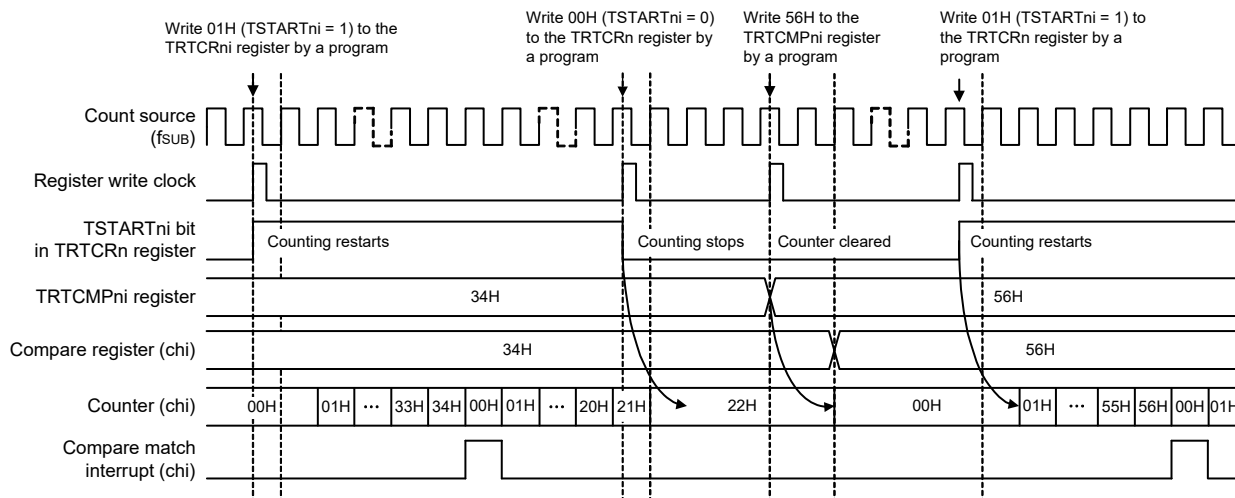 Write 01H (TSTARTni = 1) to the
TRTCRni register by a program
Write 00H (TSTARTni = 0)
to the TRTCRn register by
a program
Write 56H to the
TRTCMPni register
by a program
Write 01H (TSTARTni = 1) to
the TRTCRn register by a
program
Count source
(fSUB)
Register write clock
TSTARTni bit
in TRTCRn register
Counting restarts
Counting stops
Counter cleared
Counting restarts
TRTCMPni register
34H
56H
Compare register (chi)
34H
56H
Counter (chi)
00H 01H ··· 33H 34H 00H 01H ··· 20H 21H 22H 00H 01H ··· 55H 56H 00H 01H
Compare match
interrupt (chi)